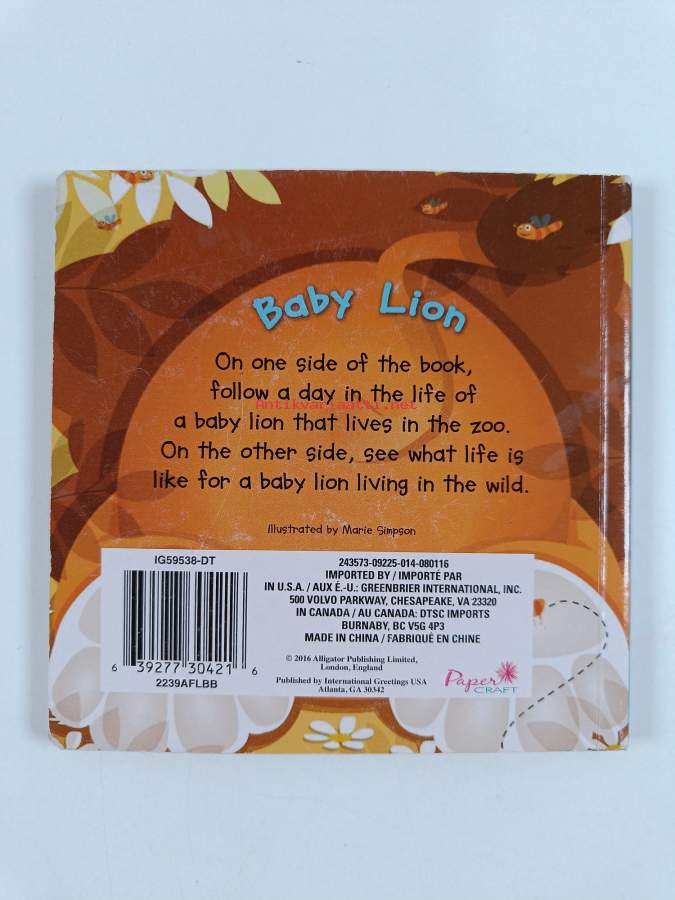 Baby Lion
On one side of the book,
follow a day in the life of
antikvariaatti.net
a baby lion that lives in the zoo.
On the other side, see what life is
like for a baby lion living in the wild.
Illustrated by Marie Simpson
IG59538-DT
6 39277 30421 6
2239AFLBB
243573-09225-014-080116
IMPORTED BY / IMPORTÉ PAR
IN U.S.A. / AUX É.-U.: GREENBRIER INTERNATIONAL, INC.
500 VOLVO PARKWAY, CHESAPEAKE, VA 23320
IN CANADA / AU CANADA: DTSC IMPORTS
BURNABY, BC V5G 4P3
MADE IN CHINA / FABRIQUÉ EN CHINE
© 2016 Alligator Publishing Limited,
London, England
Published by International Greetings USA
Atlanta, GA 30342
Paper
CRAFT